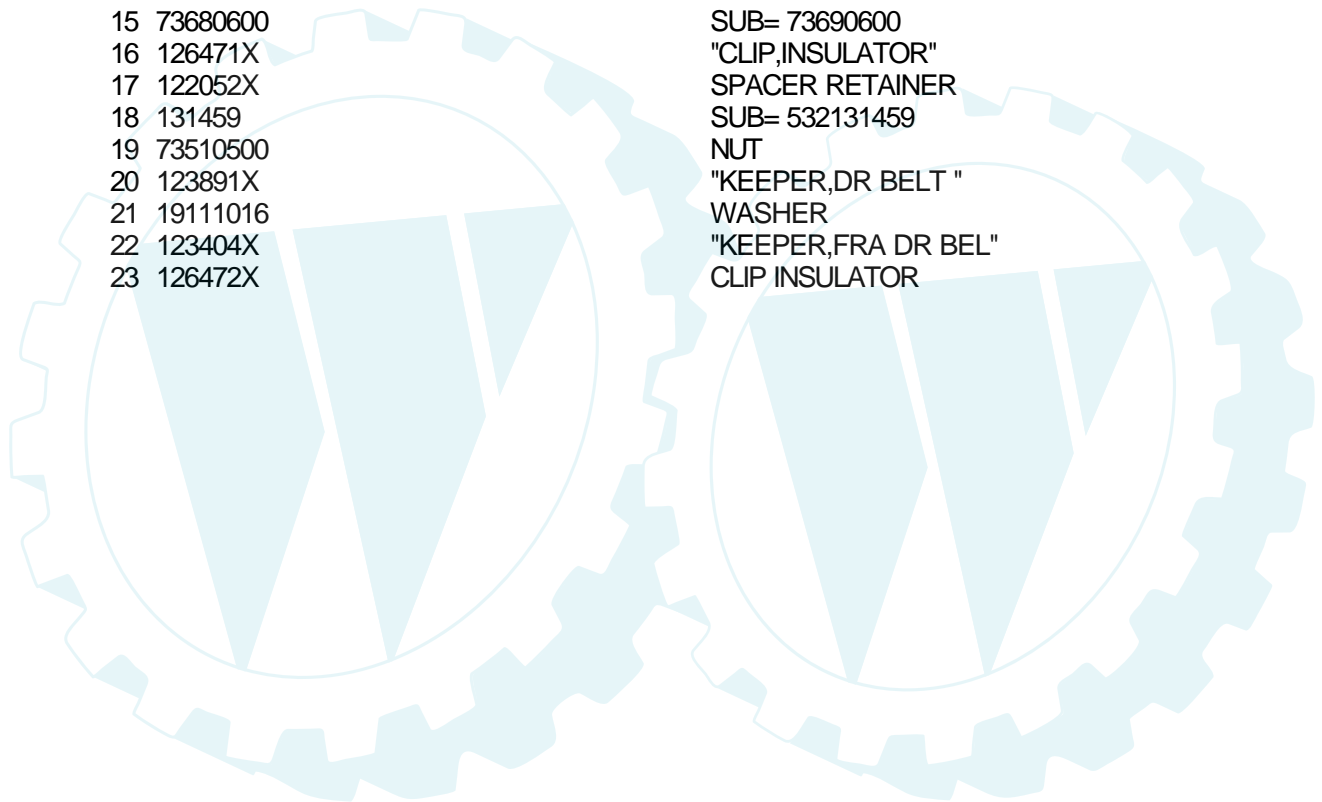 15 73680600 SUB= 73690600
16 126471X "CLIP,INSULATOR"
17 122052X SPACER RETAINER
18 131459 SUB= 532131459
19 73510500 NUT
20 123891X "KEEPER,DR BELT "
21 19111016 WASHER
22 123404X "KEEPER,FRA DR BEL"
23 126472X CLIP INSULATOR